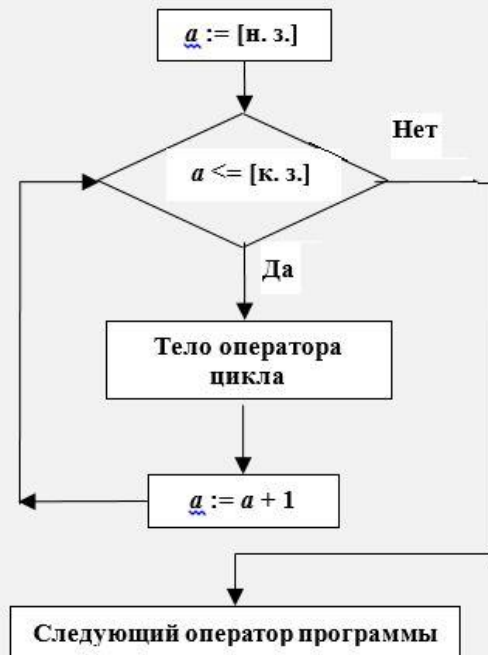 a := [н. з.]
Нет
a <= [к. з.]
Да
Тело оператора
цикла
a := a + 1
Следующий оператор программы